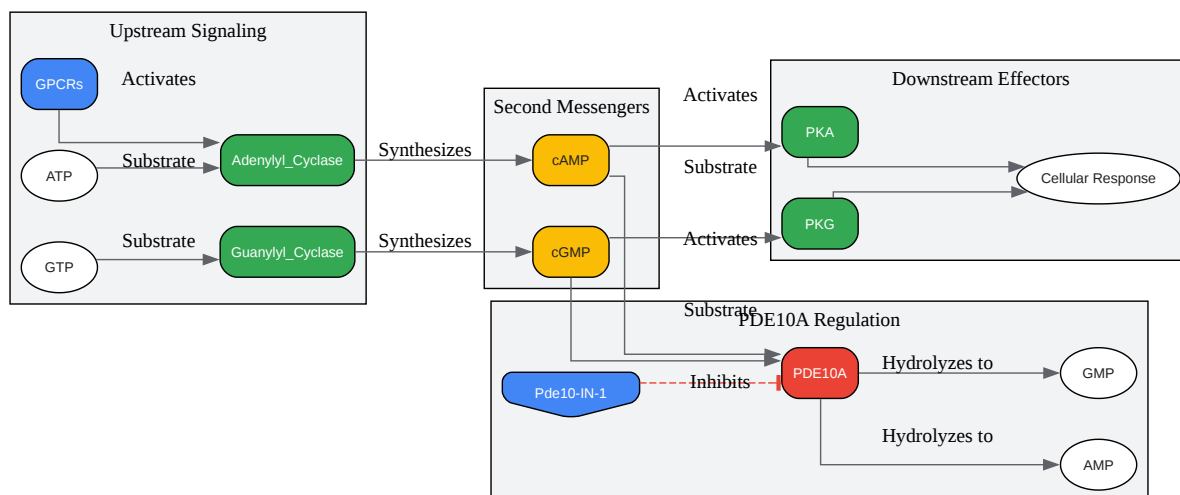 Upstream Signaling
GPCRs
Activates
ATP
Substrate
Adenylyl_Cyclase
GTP
Substrate
Guanylyl_Cyclase
Synthesizes
Synthesizes
Second Messengers
cAMP
cGMP
Activates
Substrate
Activates
Substrate
Downstream Effectors
PKA
PKG
Cellular Response
PDE10A Regulation
Pde10-IN-1
Inhibits
PDE10A
Hydrolyzes to
GMP
Hydrolyzes to
AMP